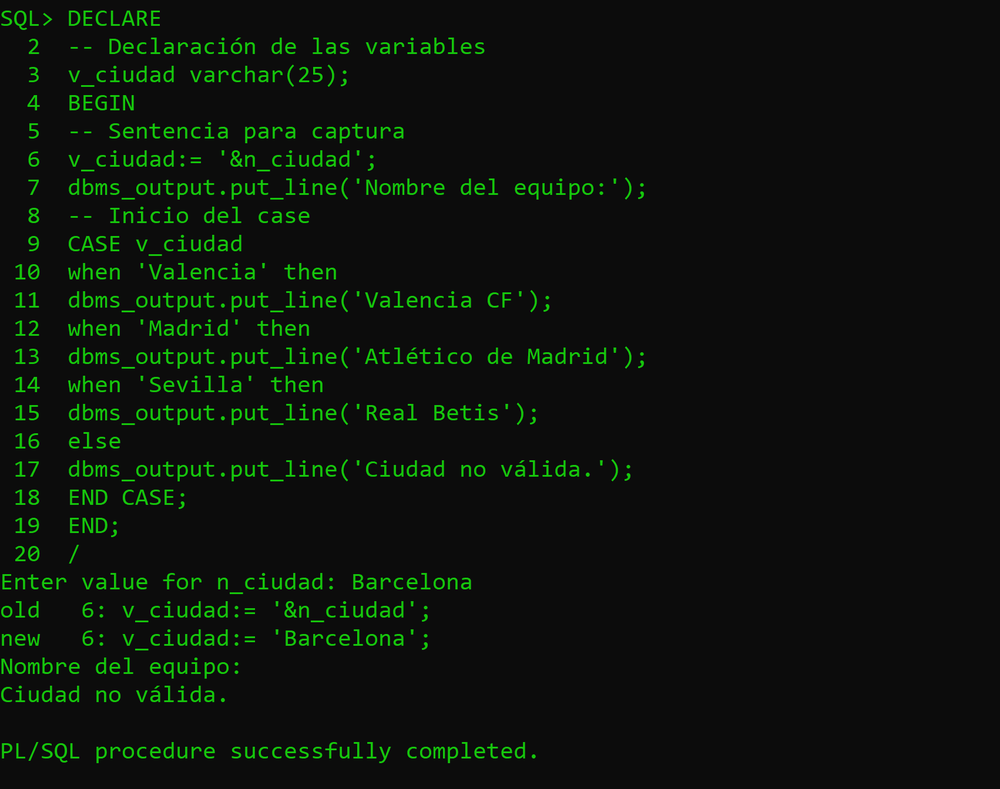 SQL> DECLARE
  2  -- Declaración de las variables
  3  v_ciudad varchar(25);
  4  BEGIN
  5  -- Sentencia para captura
  6  v_ciudad:= '&n_ciudad';
  7  dbms_output.put_line('Nombre del equipo:');
  8  -- Inicio del case
  9  CASE v_ciudad
 10  when 'Valencia' then
 11  dbms_output.put_line('Valencia CF');
 12  when 'Madrid' then
 13  dbms_output.put_line('Atlético de Madrid');
 14  when 'Sevilla' then
 15  dbms_output.put_line('Real Betis');
 16  else
 17  dbms_output.put_line('Ciudad no válida.');
 18  END CASE;
 19  END;
 20  /
Enter value for n_ciudad: Barcelona
old   6: v_ciudad:= '&n_ciudad';
new   6: v_ciudad:= 'Barcelona';
Nombre del equipo:
Ciudad no válida.

PL/SQL procedure successfully completed.